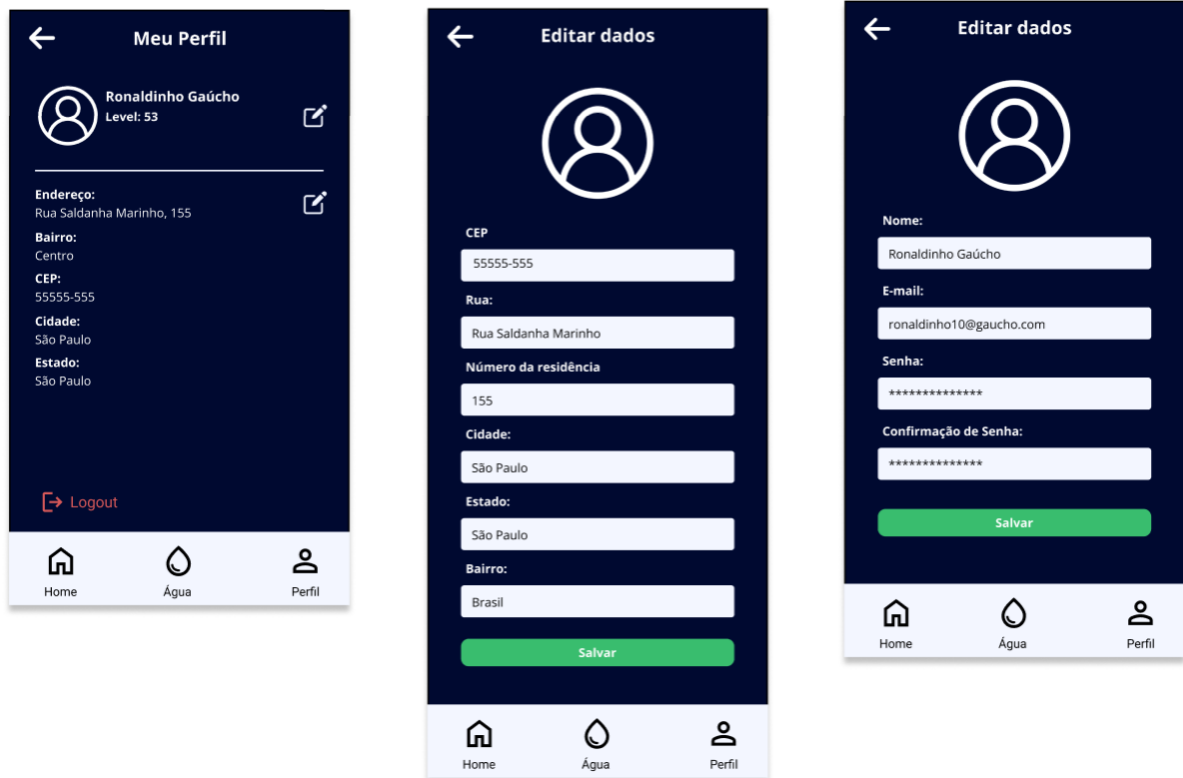 Meu Perfil
Ronaldinho Gaúcho
Level: 53
Endereço:
Rua Saldanha Marinho, 155
Bairro:
Centro
CEP:
55555-555
Cidade:
São Paulo
Estado:
São Paulo
Logout
Home Água Perfil
Editar dados
CEP
55555-555
Rua:
Rua Saldanha Marinho
Número da residência
155
Cidade:
São Paulo
Estado:
São Paulo
Bairro:
Brasil
Salvar
Home Água Perfil
Editar dados
Nome:
Ronaldinho Gaúcho
E-mail:
ronaldinho10@gaucho.com
Senha:
**************
Confirmação de Senha:
**************
Salvar
Home Água Perfil